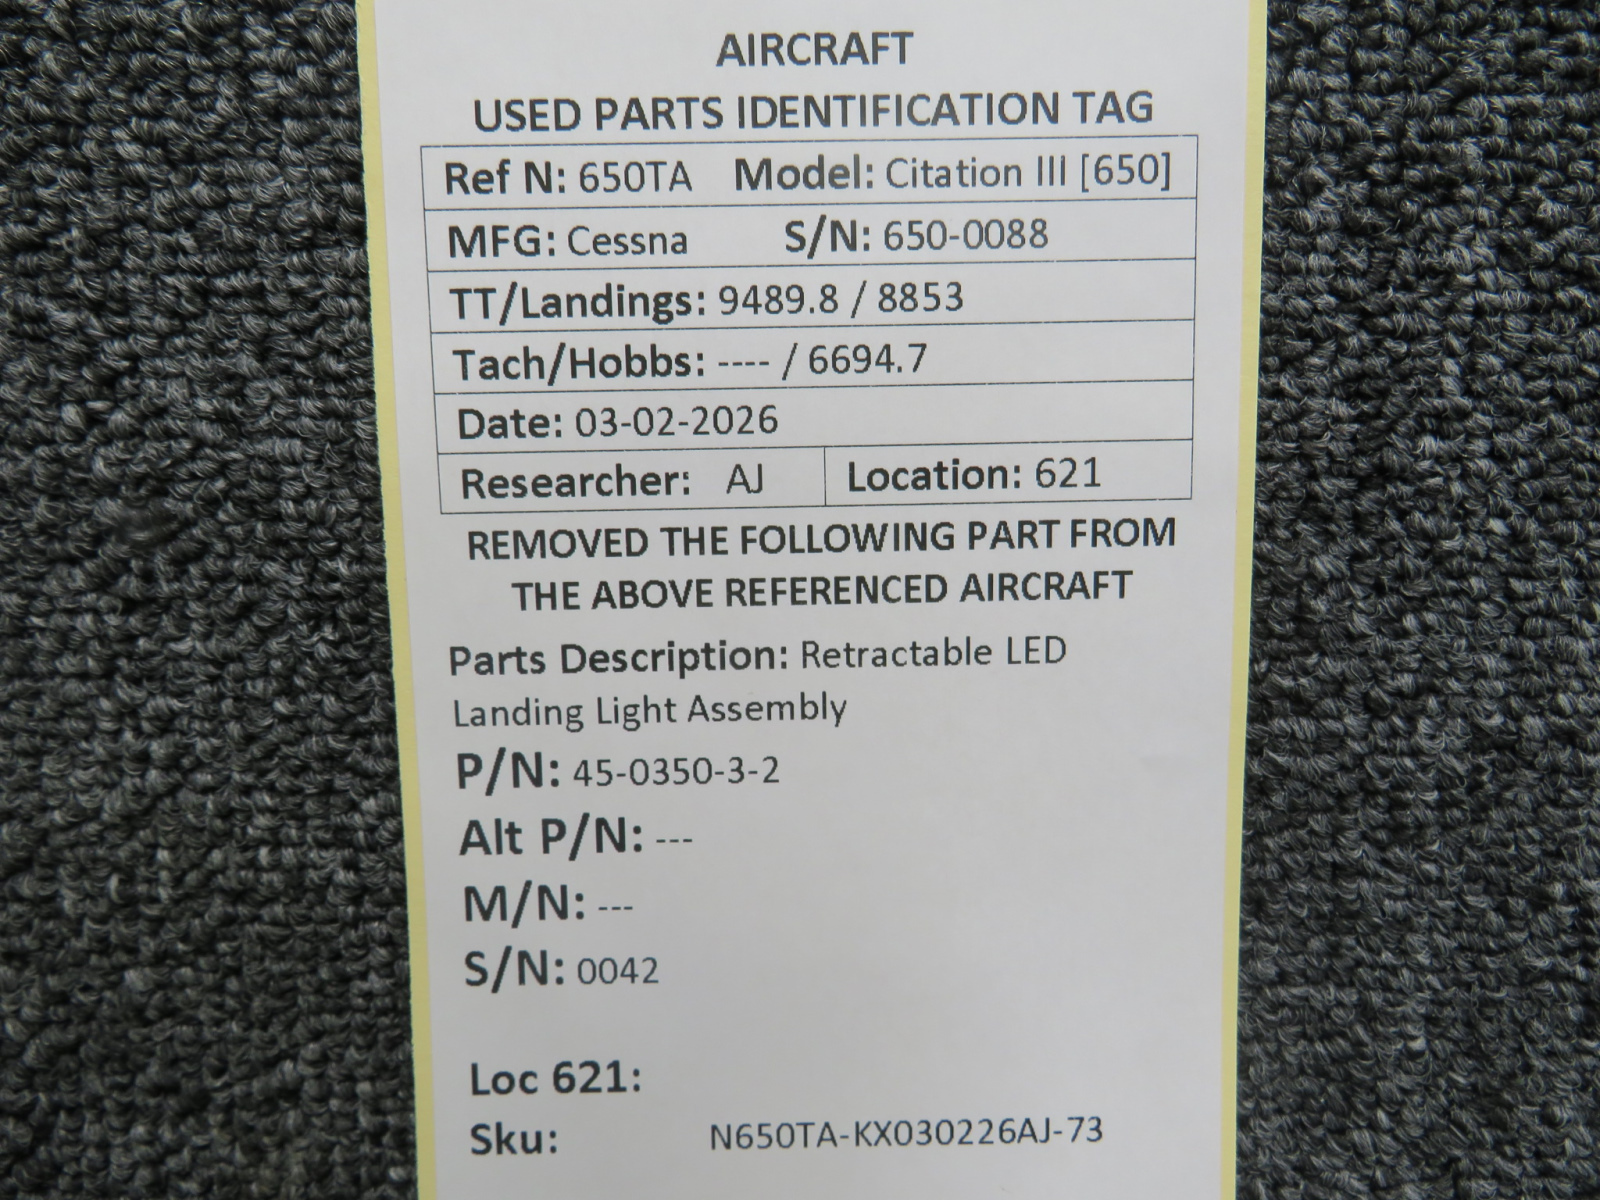 AIRCRAFT
USED PARTS IDENTIFICATION TAG
Ref N: 650TA Model: Citation III [650]
MFG: Cessna S/N: 650-0088
TT/Landings: 9489.8 / 8853
Tach/Hobbs: ---- / 6694.7
Date: 03-02-2026
Researcher: AJ Location: 621
REMOVED THE FOLLOWING PART FROM
THE ABOVE REFERENCED AIRCRAFT
Parts Description: Retractable LED
Landing Light Assembly
P/N: 45-0350-3-2
Alt P/N: ---
M/N: ---
S/N: 0042
Loc 621:
Sku: N650TA-KX030226AJ-73